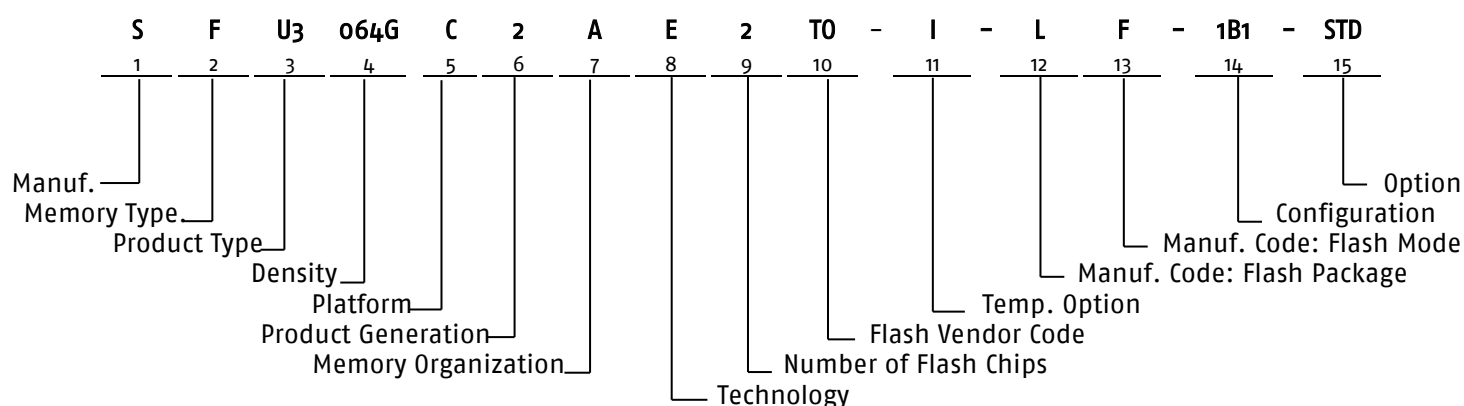 S F U3 064G C 2 A E 2 TO - I - L F - 1B1 - STD
1 2 3 4 5 6 7 8 9 10 11 12 13 14 15
Manuf. Option
Memory Type. Configuration
Product Type Manuf. Code: Flash Mode
Density Manuf. Code: Flash Package
Platform Temp. Option
Product Generation Flash Vendor Code
Memory Organization Number of Flash Chips
Technology